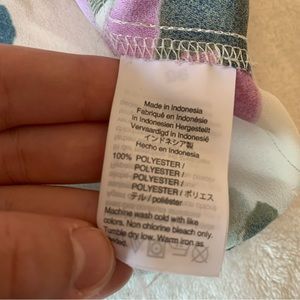 Made in Indonesia
Fabriqué en Indonésie
in Indonesien Hergestellt
Vervaardigd in Indonesië
インドネシア製
Hecho en Indonesia
100% POLYESTER /
POLYESTER /
POLYESTER /
POLYESTER / ポリエス
テル / poliéster
Machine wash cold with like
colors. Non chlorine bleach only.
Tumble dry low. Warm iron as
needed.